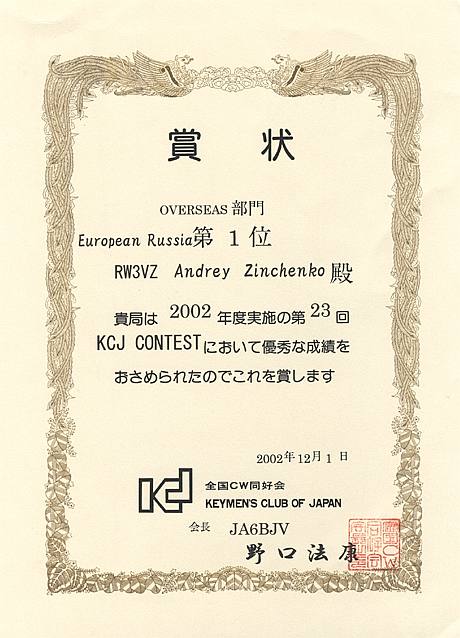 賞 状
OVERSEAS 部門
European Russia 第 1 位
RW3VZ Andrey Zinchenko 殿
貴局は 2002 年度実施の第 23 回
KCJ CONTEST において優秀な成績を
おさめられたのでこれを賞します
2002年12月1日
KCJ 全国CW同好会
KEYMEN'S CLUB OF JAPAN
会長 JA6BJV
野口法康